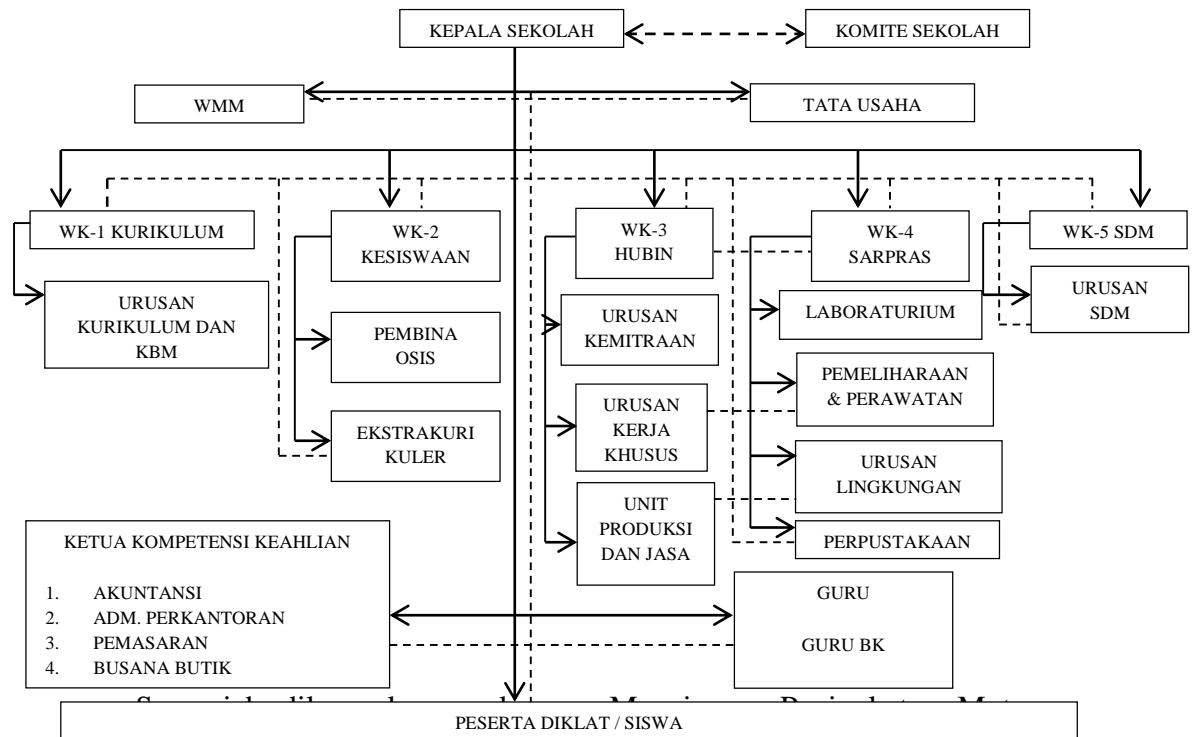 KEPALA SEKOLAH
KOMITE SEKOLAH
WMM
TATA USAHA
WK-1 KURIKULUM
WK-2
KESISWAAN
WK-3
HUBIN
WK-4
SARPRAS
WK-5 SDM
URUSAN
KURIKULUM DAN
KBM
PEMBINA
OSIS
EKSTRAKURI
KULER
URUSAN
KEMITRAAN
URUSAN
KERJA
KHUSUS
UNIT
PRODUKSI
DAN JASA
LABORATURIUM
PEMELIHARAAN
& PERAWATAN
URUSAN
LINGKUNGAN
PERPUSTAKAAN
URUSAN
SDM
KETUA KOMPETENSI KEAHLIAN
1. AKUNTANSI
2. ADM. PERKANTORAN
3. PEMASARAN
4. BUSANA BUTIK
GURU
GURU BK
PESERTA DIKLAT / SISWA